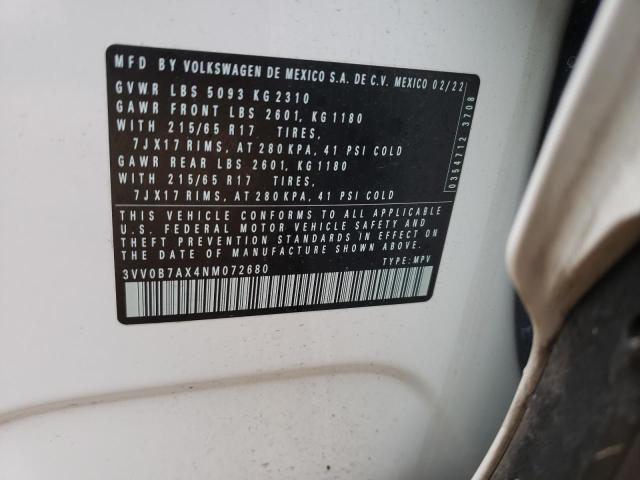 MFD BY VOLKSWAGEN DE MEXICO S.A. DE C.V. MEXICO 02/22
GVWR LBS 5093 KG 2310
GAWR FRONT LBS 2601, KG 1180
WITH 215/65 R17 TIRES,
7JX17 RIMS, AT 280 KPA, 41 PSI COLD
GAWR REAR LBS 2601, KG 1180
WITH 215/65 R17 TIRES,
7JX17 RIMS, AT 280 KPA, 41 PSI COLD
THIS VEHICLE CONFORMS TO ALL APPLICABLE
U.S. FEDERAL MOTOR VEHICLE SAFETY AND
THEFT PREVENTION STANDARDS IN EFFECT ON
THE DATE OF MANUFACTURE SHOWN ABOVE
3VV0B7AX4NM072680 TYPE: MPV
0354712 3708